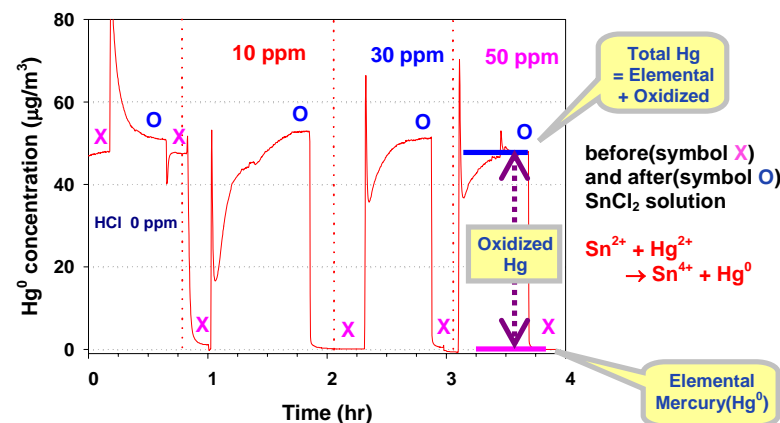 Hg⁰ concentration (µg/m³)
80
60
40
20
0
0
1
2
3
4
Time (hr)
HCl 0 ppm
10 ppm
30 ppm
50 ppm
X
O
X
X
O
X
O
X
O
X
Oxidized
Hg
Total Hg
= Elemental
+ Oxidized
before(symbol X)
and after(symbol O)
SnCl₂ solution
Sn²⁺ + Hg²⁺
→ Sn⁴⁺ + Hg⁰
Elemental
Mercury(Hg⁰)